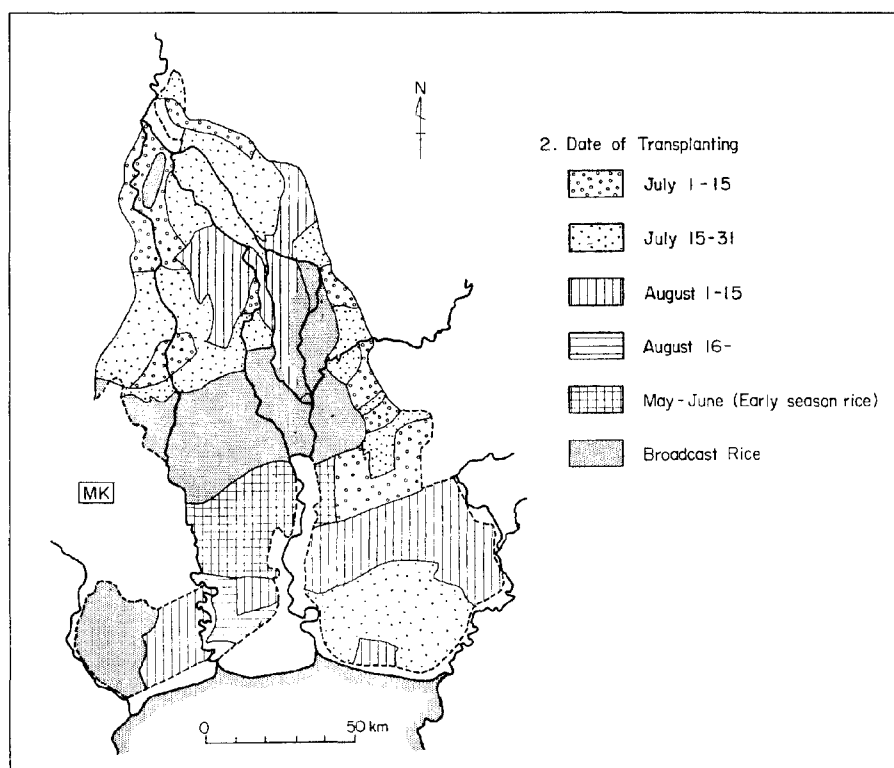 N
2. Date of Transplanting
July 1-15
July 15-31
August 1-15
August 16-
May-June (Early season rice)
Broadcast Rice
MK
0 50 km